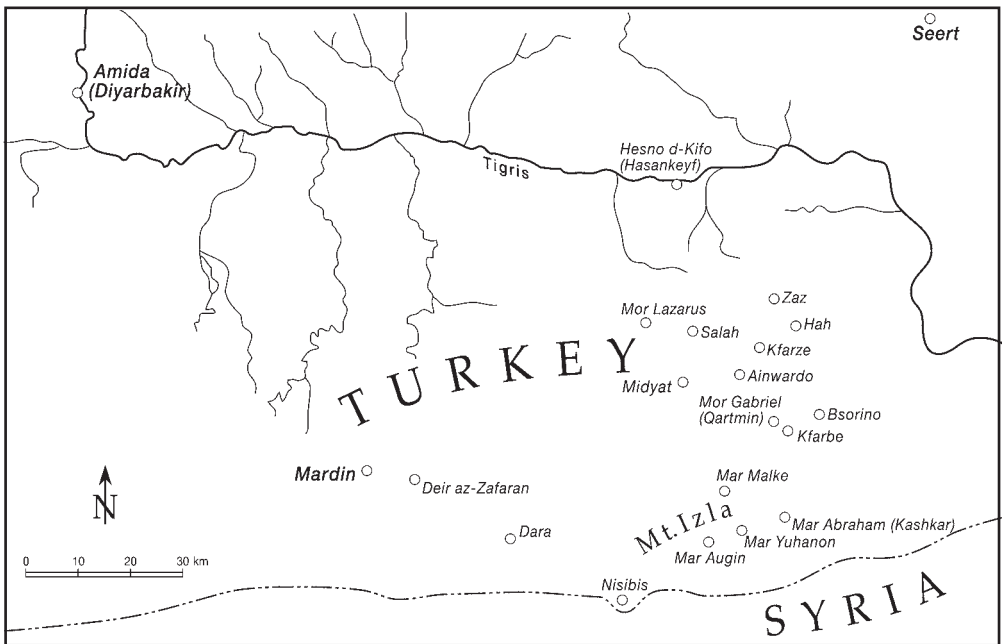 Seert
Amida
(Diyarbakir)
Hesno d-Kifo
(Hasankeyf)
Tigris
Zaz
Mor Lazarus
Salah
Hah
Kfarze
TURKEY
Midyat
Ainwardo
Mor Gabriel
(Qartmin)
Bsorino
Kfarbe
Mardin
Deir az-Zafaran
Mar Malke
N
Mt. Izla
Mar Abraham (Kashkar)
Dara
Mar Yuhanon
Mar Augin
0 10 20 30 km
Nisibis
SYRIA